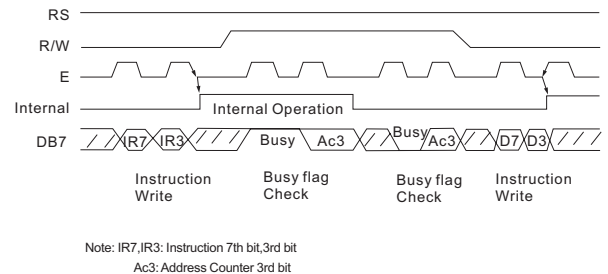 RS
R/W
E
Internal Internal Operation
DB7 IR7 IR3 Busy Ac3 Busy Ac3 D7 D3
Instruction Write
Busy flag Check
Busy flag Check
Instruction Write
Note: IR7,IR3: Instruction 7th bit,3rd bit
Ac3: Address Counter 3rd bit